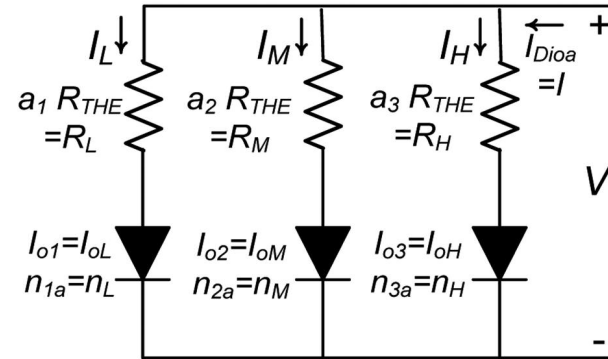 I_L I_M I_H I_Dioa +
=I
a_1 R_THE a_2 R_THE a_3 R_THE
=R_L =R_M =R_H
V
I_o1=I_oL I_o2=I_oM I_o3=I_oH
n_1a=n_L n_2a=n_M n_3a=n_H
-